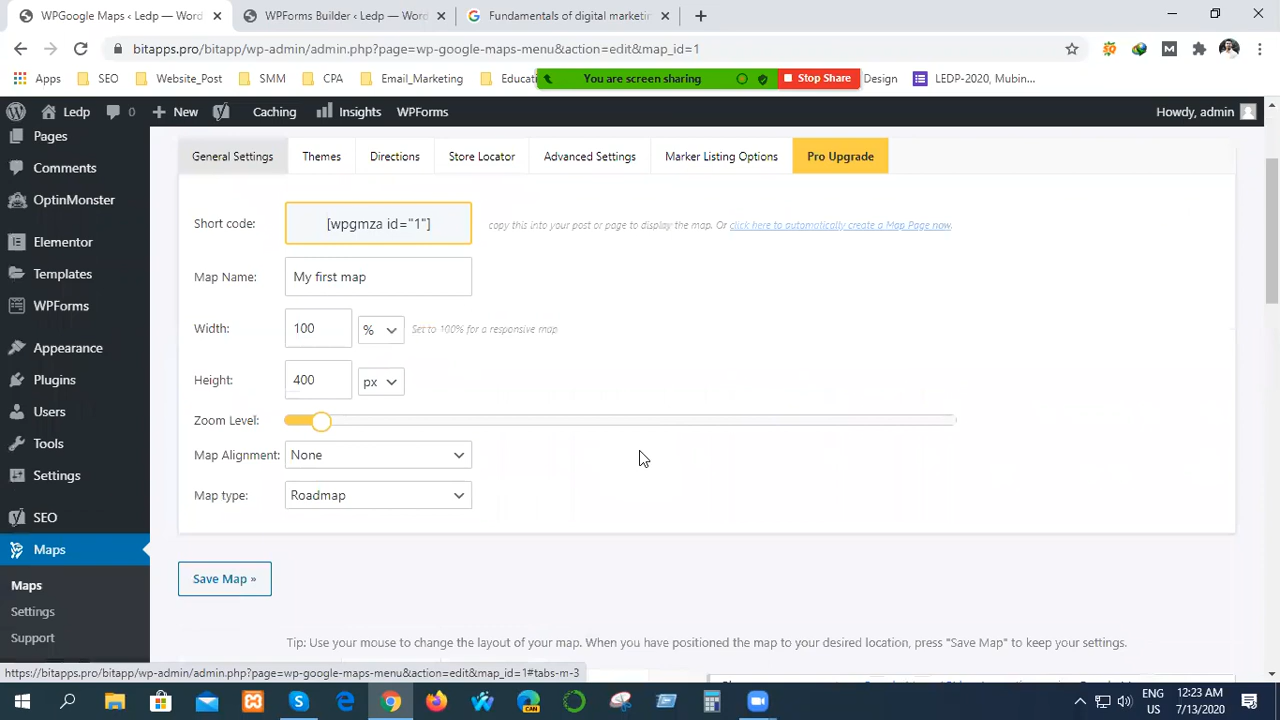 WPGoogle Maps ‹ Ledp — Word
WPForms Builder ‹ Ledp — Word
Fundamentals of digital marketin
bitapps.pro/bitapp/wp-admin/admin.php?page=wp-google-maps-menu&action=edit&map_id=1
Apps
SEO
Website_Post
SMM
CPA
Email_Marketing
Educati
You are screen sharing
Stop Share
Design
LEDP-2020, Mubin...
Ledp
0
New
Caching
Insights
WPForms
Howdy, admin
Pages
Comments
OptinMonster
Elementor
Templates
WPForms
Appearance
Plugins
Users
Tools
Settings
SEO
Maps
Maps
Settings
Support
General Settings
Themes
Directions
Store Locator
Advanced Settings
Marker Listing Options
Pro Upgrade
Short code:
[wpgmza id="1"]
copy this into your post or page to display the map. Or click here to automatically create a Map Page now.
Map Name:
My first map
Width:
100
%
Set to 100% for a responsive map
Height:
400
px
Zoom Level:
Map Alignment:
None
Map type:
Roadmap
Save Map »
Tip: Use your mouse to change the layout of your map. When you have positioned the map to your desired location, press "Save Map" to keep your settings.
https://bitapps.pro/bitapp/wp-admin/admin.php?page=wp-google-maps-menu&action=edit&map_id=1#tabs-m-3
CAN
ENG
US
12:23 AM
7/13/2020